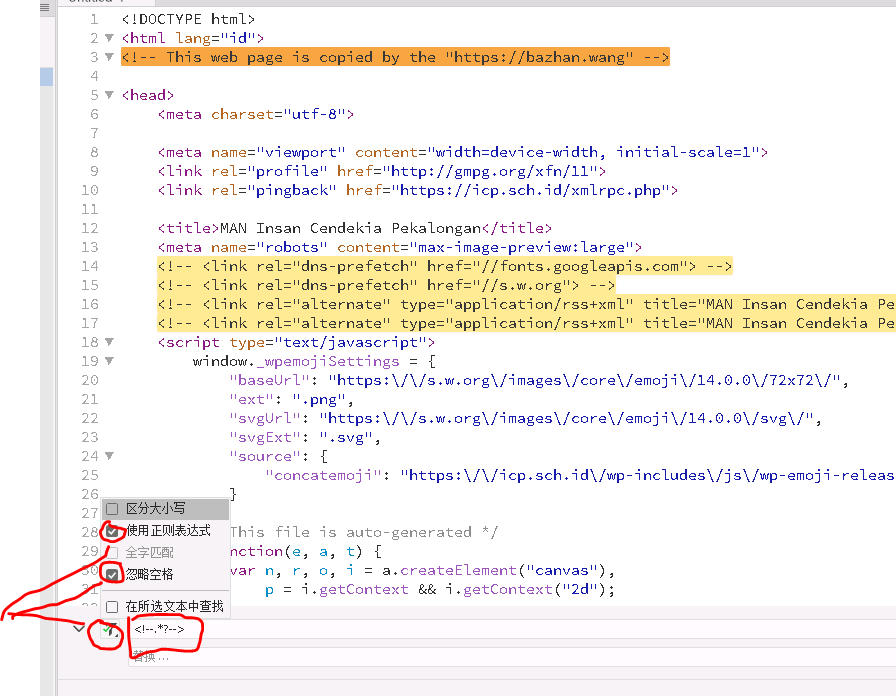 1 <!DOCTYPE html>
2 <html lang="id">
3 <!-- This web page is copied by the "https://bazhan.wang" -->
4
5 <head>
6 <meta charset="utf-8">
7
8 <meta name="viewport" content="width=device-width, initial-scale=1">
9 <link rel="profile" href="http://gmpg.org/xfn/11">
10 <link rel="pingback" href="https://icp.sch.id/xmlrpc.php">
11
12 <title>MAN Insan Cendekia Pekalongan</title>
13 <meta name="robots" content="max-image-preview:large">
14 <!-- <link rel="dns-prefetch" href="//fonts.googleapis.com"> -->
15 <!-- <link rel="dns-prefetch" href="//s.w.org"> -->
16 <!-- <link rel="alternate" type="application/rss+xml" title="MAN Insan Cendekia Pe
17 <!-- <link rel="alternate" type="application/rss+xml" title="MAN Insan Cendekia Pe
18 <script type="text/javascript">
19 window._wpemojiSettings = {
20 "baseUrl": "https:\/\/s.w.org\/images\/core\/emoji\/14.0.0\/72x72\/",
21 "ext": ".png",
22 "svgUrl": "https:\/\/s.w.org\/images\/core\/emoji\/14.0.0\/svg\/",
23 "svgExt": ".svg",
24 "source": {
25 "concatemoji": "https:\/\/icp.sch.id\/wp-includes\/js\/wp-emoji-releas
26 }
区分大小写
27
使用正则表达式
28 This file is auto-generated */
全字匹配
29 nction(e, a, t) {
忽略空格
30 var n, r, o, i = a.createElement("canvas"),
31 p = i.getContext && i.getContext("2d");
在所选文本中查找
<!--.*?-->
替换 ...